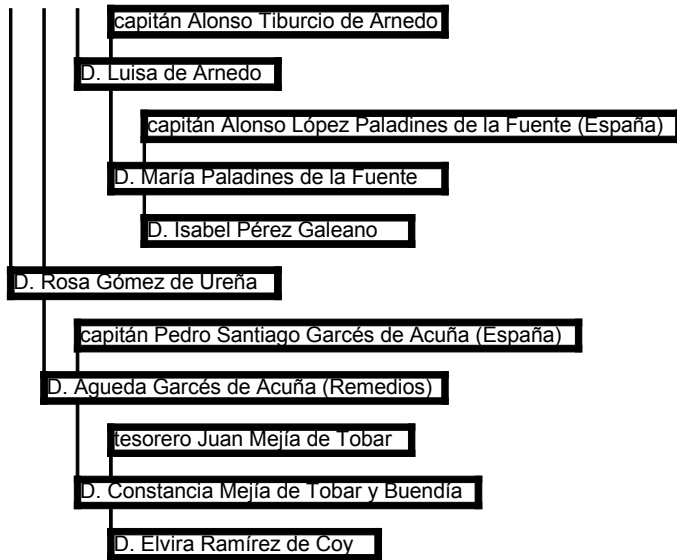 capitán Alonso Tiburcio de Arnedo
D. Luisa de Arnedo
capitán Alonso López Paladines de la Fuente (España)
D. María Paladines de la Fuente
D. Isabel Pérez Galeano
D. Rosa Gómez de Ureña
capitán Pedro Santiago Garcés de Acuña (España)
D. Agueda Garcés de Acuña (Remedios)
tesorero Juan Mejía de Tobar
D. Constancia Mejía de Tobar y Buendía
D. Elvira Ramírez de Coy